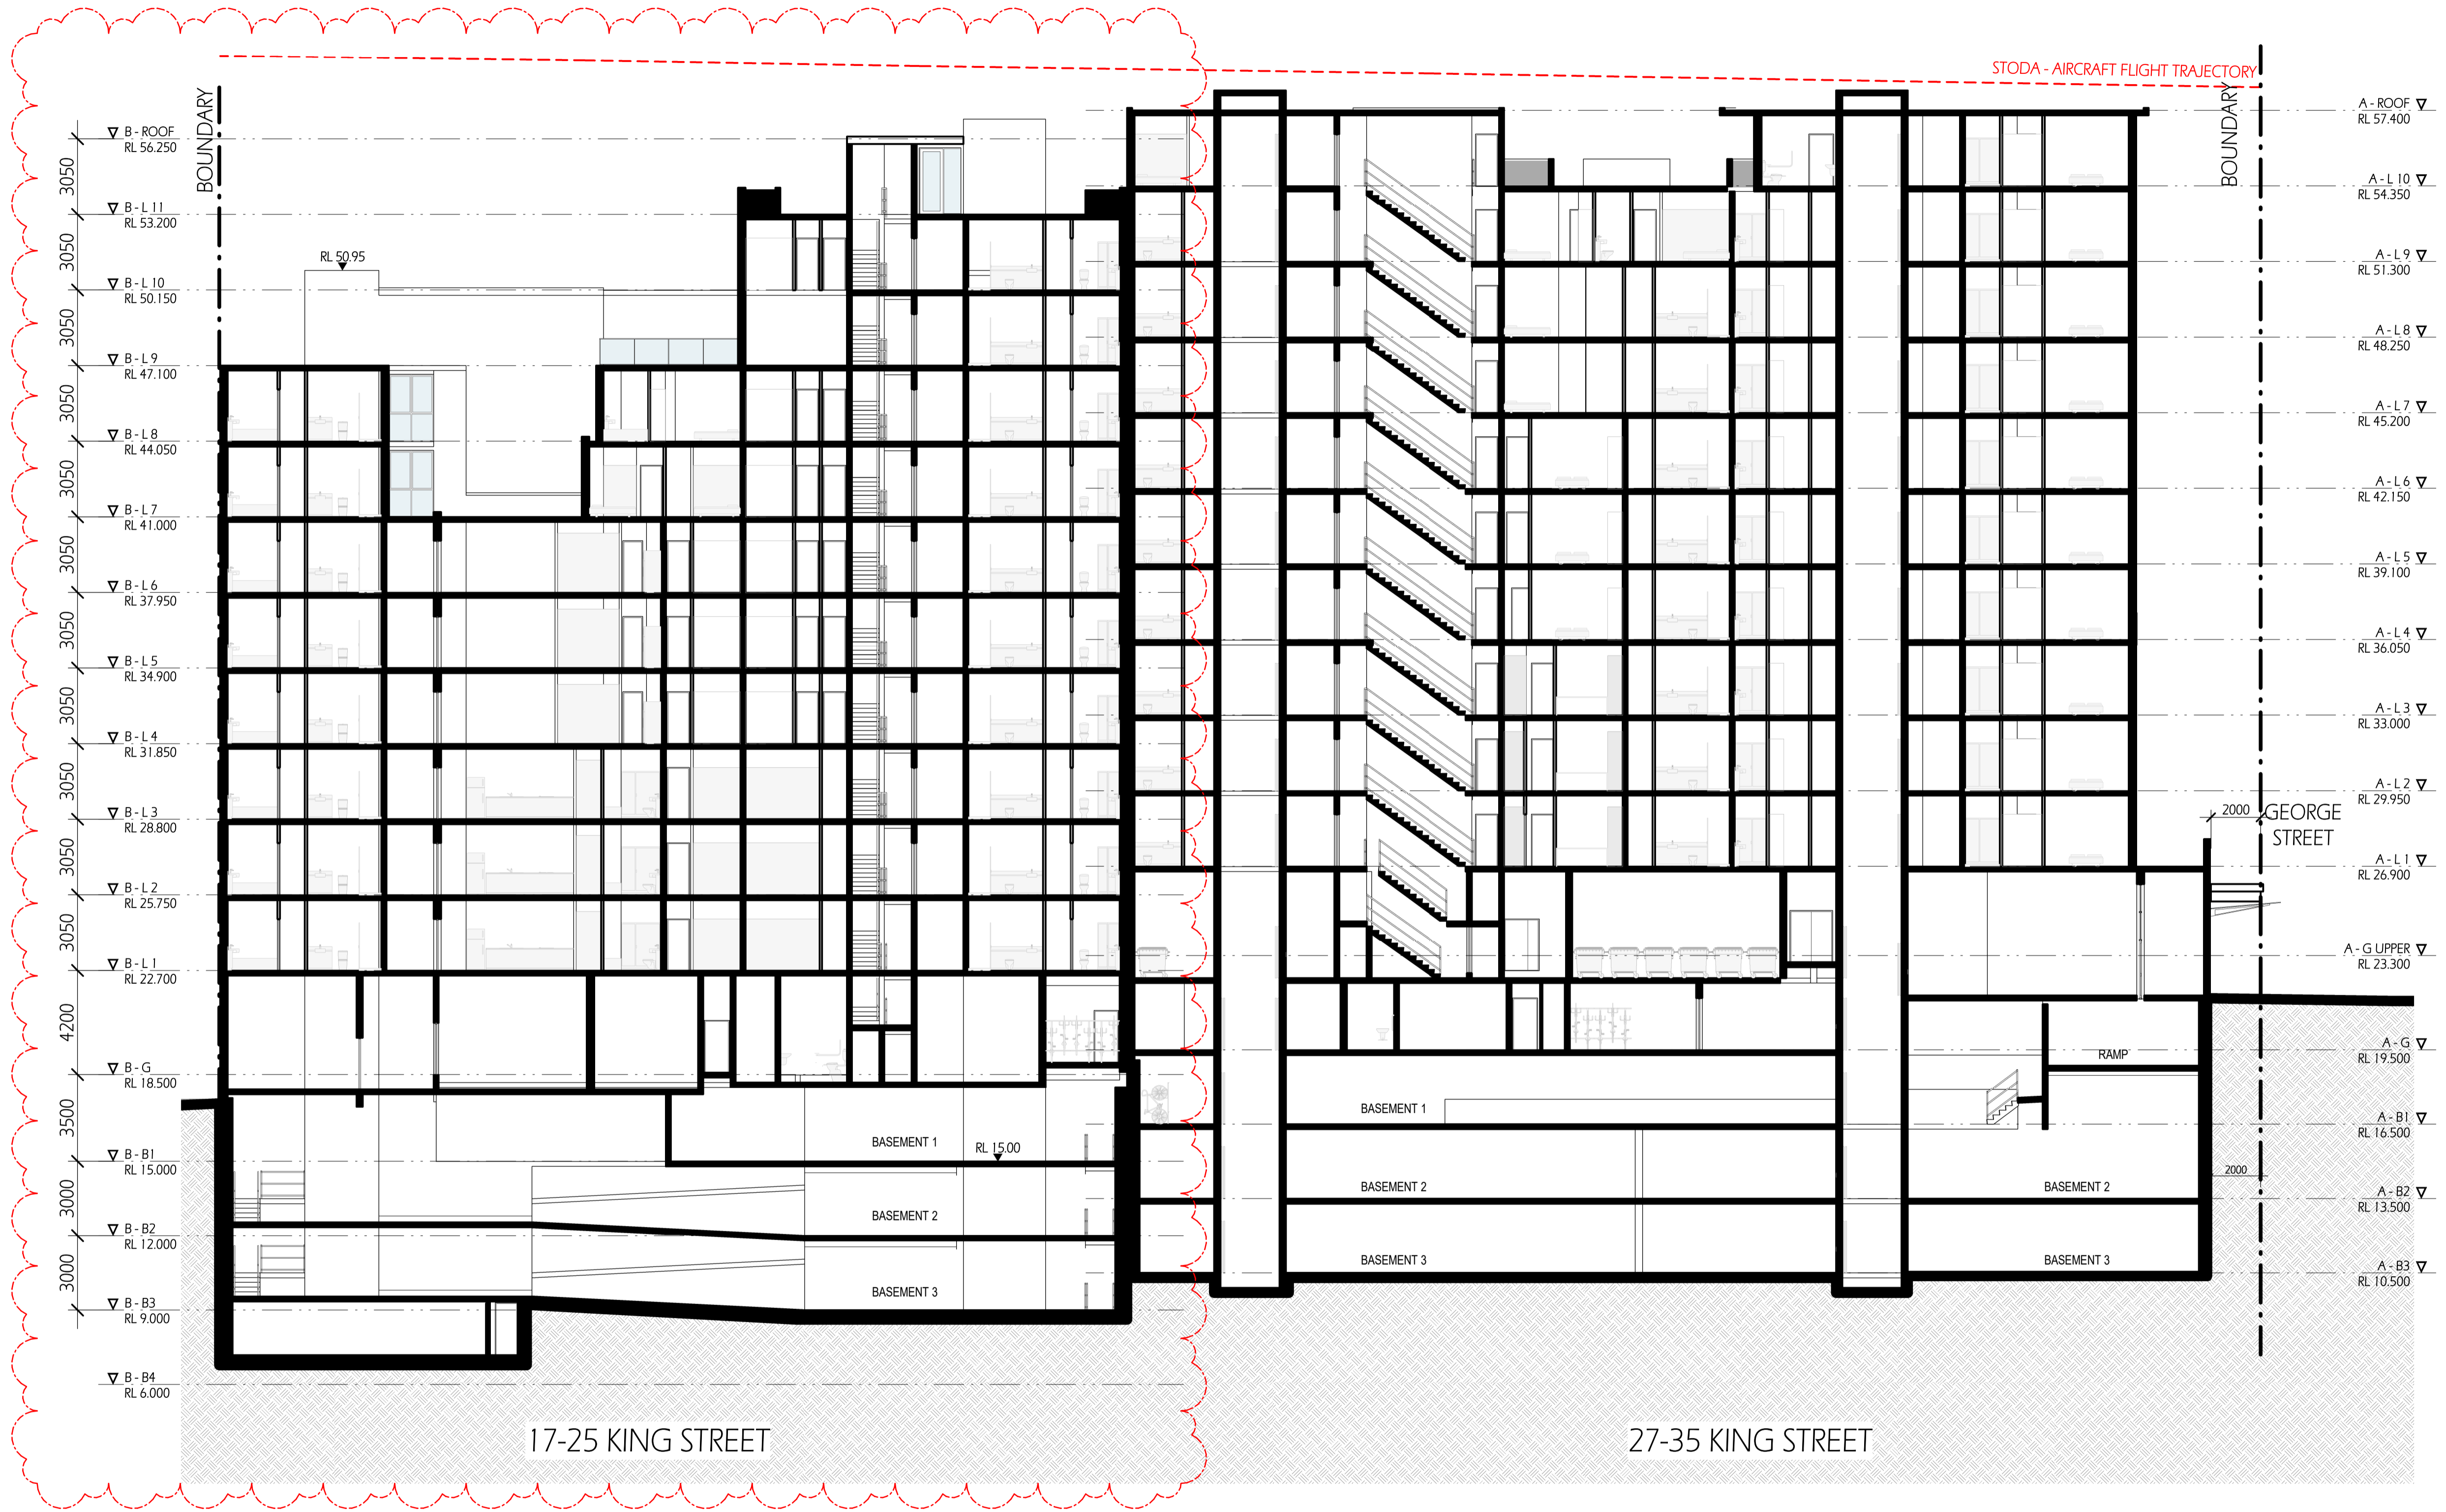 STODA - AIRCRAFT FLIGHT TRAJECTORY
BOUNDARY
BOUNDARY
B - ROOF
RL 56.250
3050
B - L 11
RL 53.200
3050
B - L 10
RL 50.150
3050
B - L 9
RL 47.100
3050
B - L 8
RL 44.050
3050
B - L 7
RL 41.000
3050
B - L 6
RL 37.950
3050
B - L 5
RL 34.900
3050
B - L 4
RL 31.850
3050
B - L 3
RL 28.800
3050
B - L 2
RL 25.750
3050
B - L 1
RL 22.700
4200
B - G
RL 18.500
3500
B - B1
RL 15.000
3000
B - B2
RL 12.000
3000
B - B3
RL 9.000
B - B4
RL 6.000
RL 50.95
BASEMENT 1
RL 15.00
BASEMENT 2
BASEMENT 3
BASEMENT 1
BASEMENT 2
BASEMENT 3
RAMP
BASEMENT 2
BASEMENT 3
A - ROOF
RL 57.400
A - L 10
RL 54.350
A - L 9
RL 51.300
A - L 8
RL 48.250
A - L 7
RL 45.200
A - L 6
RL 42.150
A - L 5
RL 39.100
A - L 4
RL 36.050
A - L 3
RL 33.000
A - L 2
RL 29.950
2000
GEORGE
STREET
A - L 1
RL 26.900
A - G UPPER
RL 23.300
A - G
RL 19.500
A - B1
RL 16.500
2000
A - B2
RL 13.500
A - B3
RL 10.500
17-25 KING STREET
27-35 KING STREET